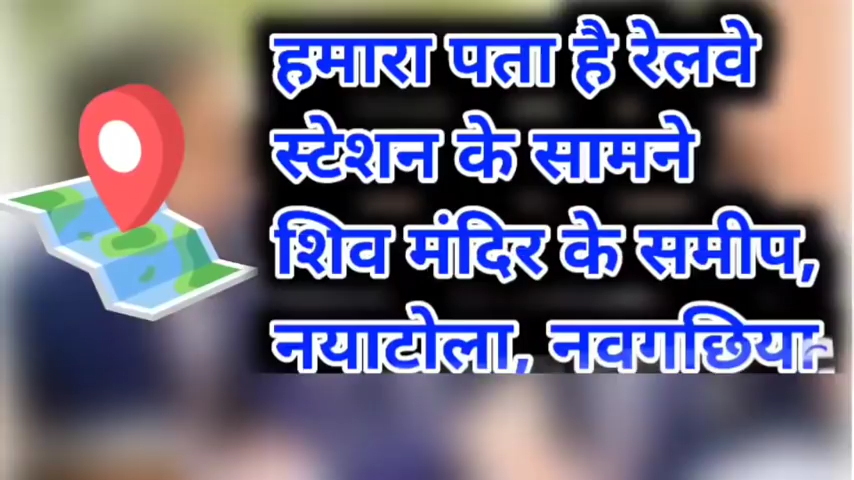 हमारा पता है रेलवे
स्टेशन के सामने
शिव मंदिर के समीप,
नयाटोला, नवगछिया